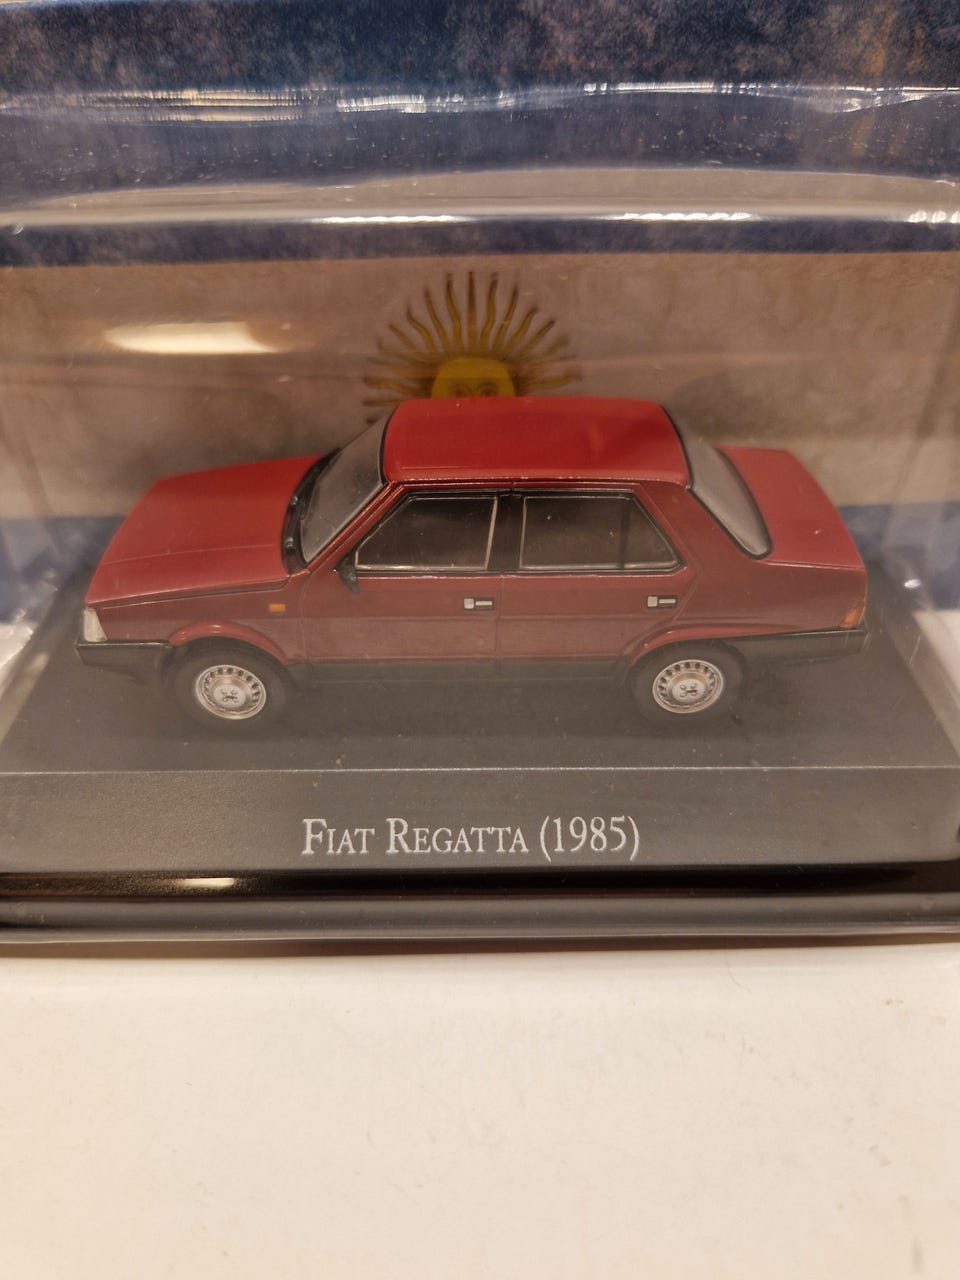 FIAT REGATTA (1985)